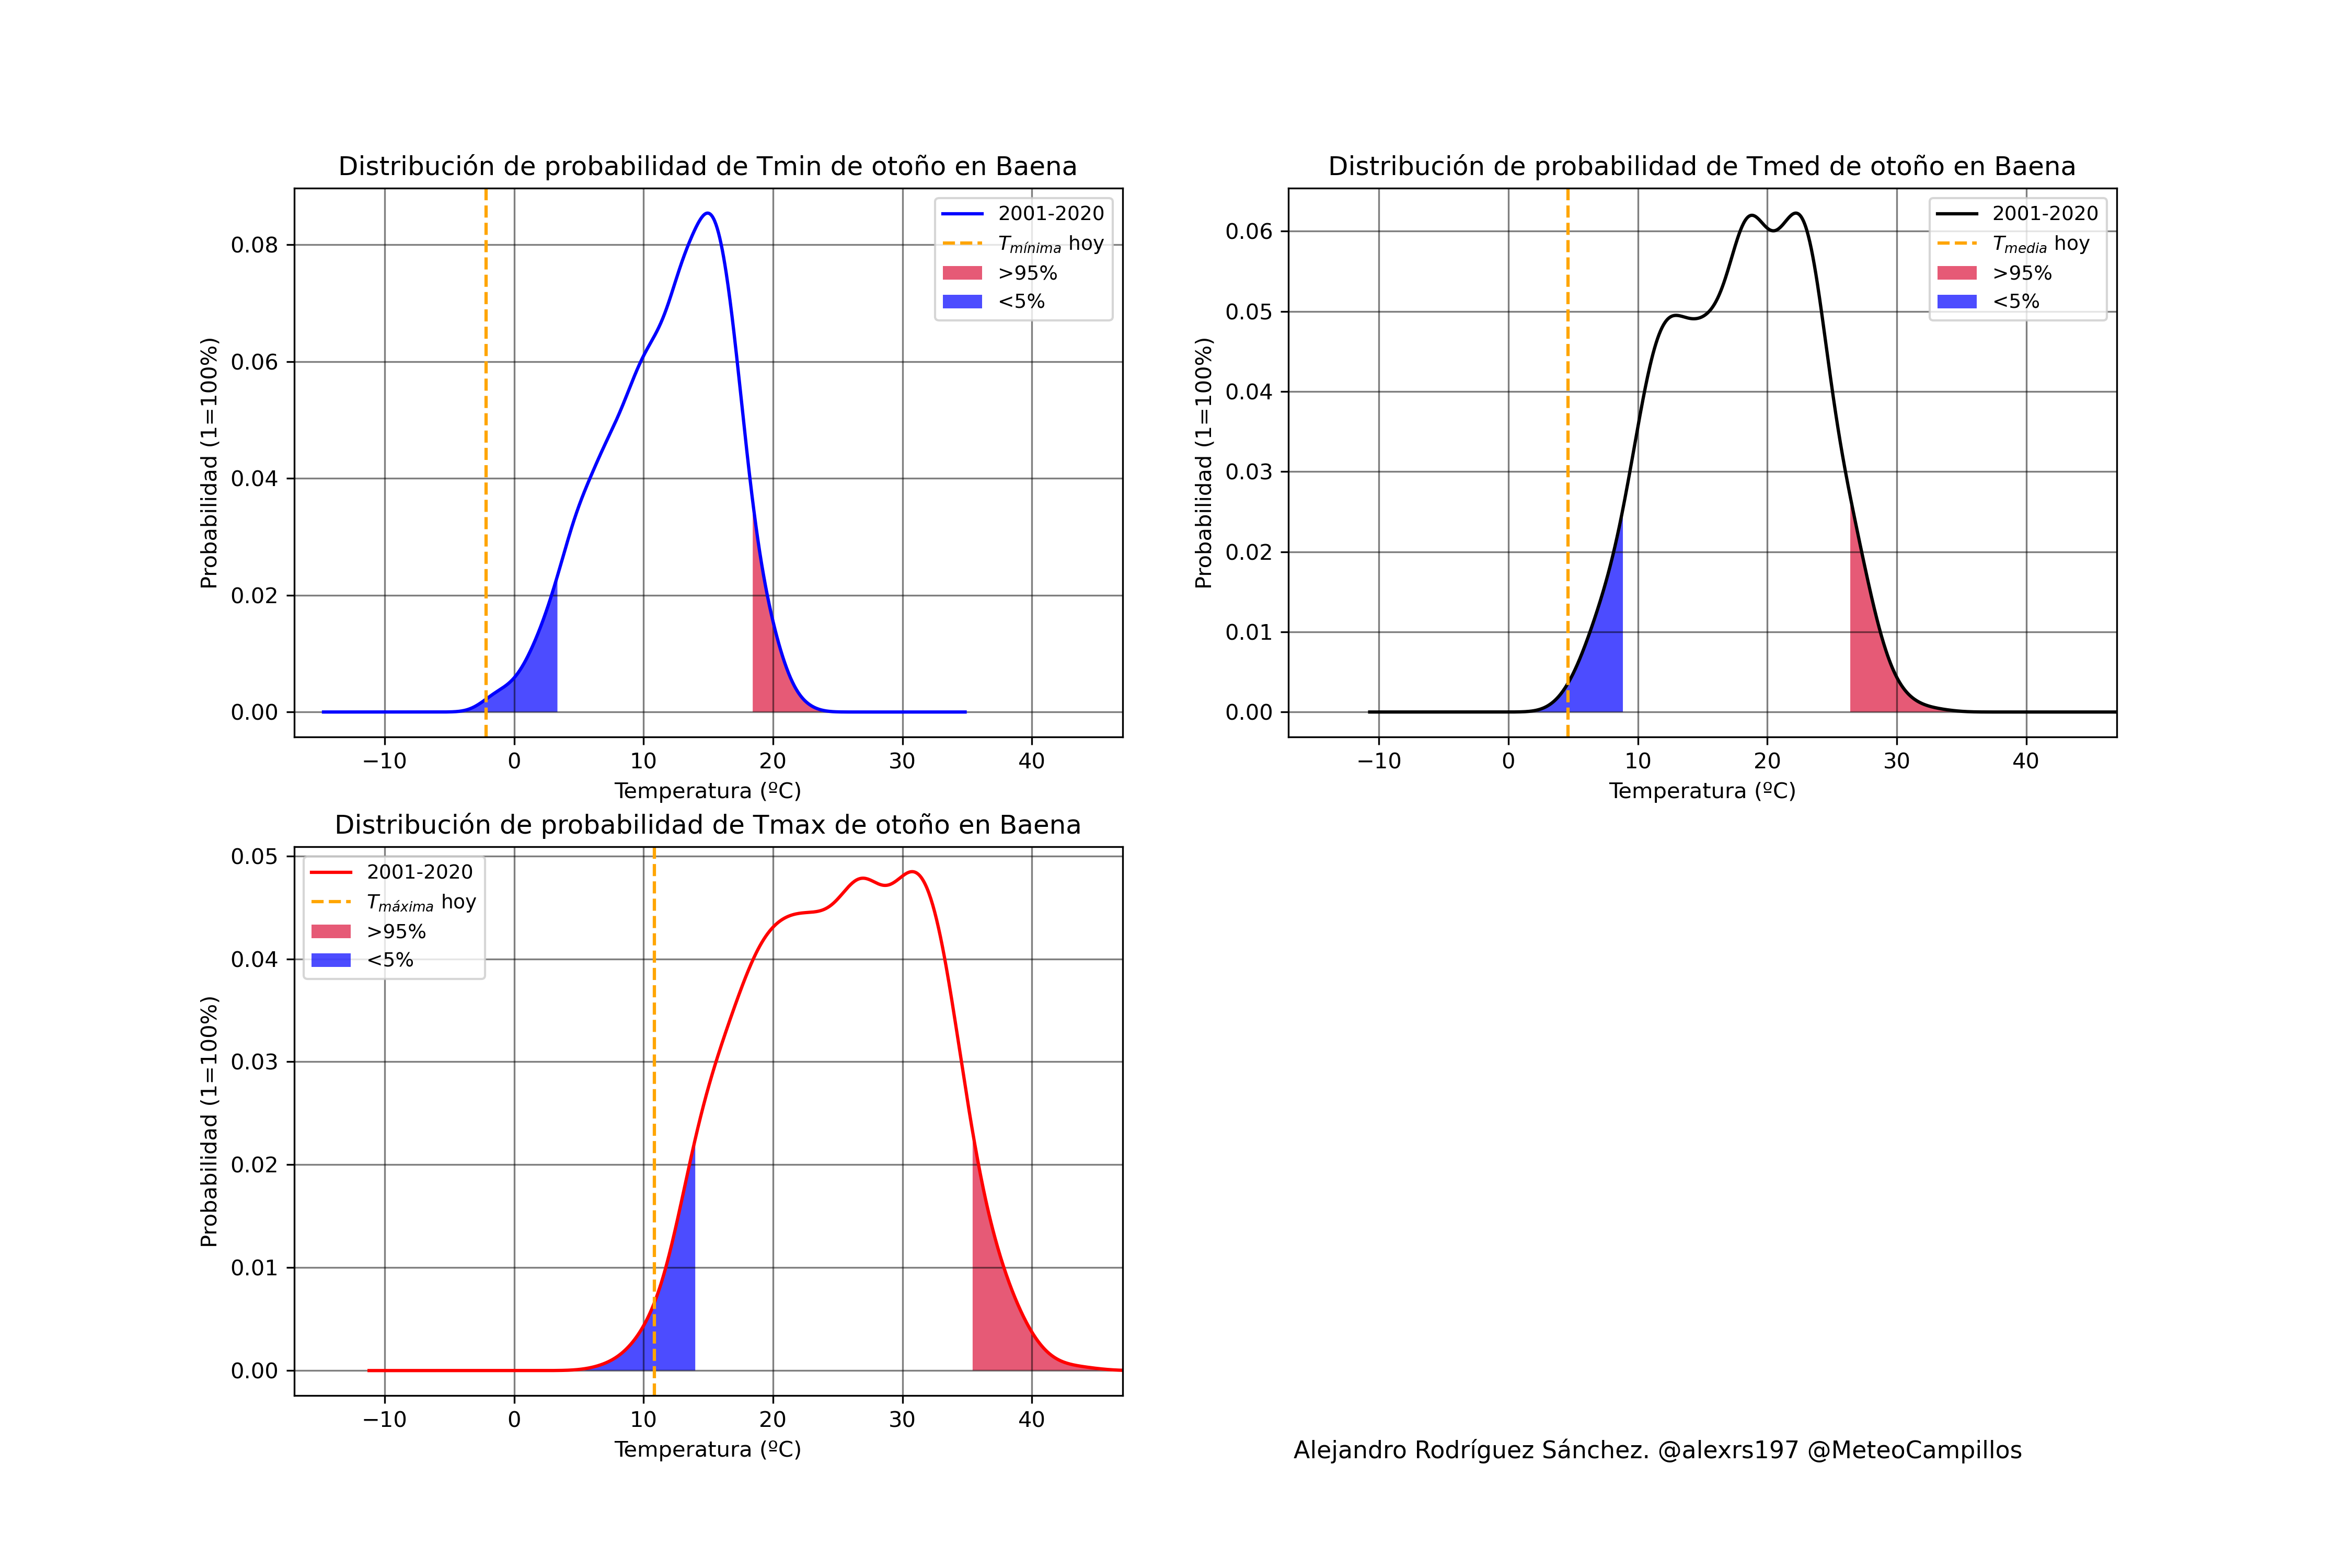 Distribución de probabilidad de Tmin de otoño en Baena
Probabilidad (1=100%)
0.08
0.06
0.04
0.02
0.00
−10 0 10 20 30 40
Temperatura (ºC)
2001-2020
Tmínima hoy
>95%
<5%
Distribución de probabilidad de Tmed de otoño en Baena
Probabilidad (1=100%)
0.06
0.05
0.04
0.03
0.02
0.01
0.00
−10 0 10 20 30 40
Temperatura (ºC)
2001-2020
Tmedia hoy
>95%
<5%
Distribución de probabilidad de Tmax de otoño en Baena
Probabilidad (1=100%)
0.05
0.04
0.03
0.02
0.01
0.00
−10 0 10 20 30 40
Temperatura (ºC)
2001-2020
Tmáxima hoy
>95%
<5%
Alejandro Rodríguez Sánchez. @alexrs197 @MeteoCampillos